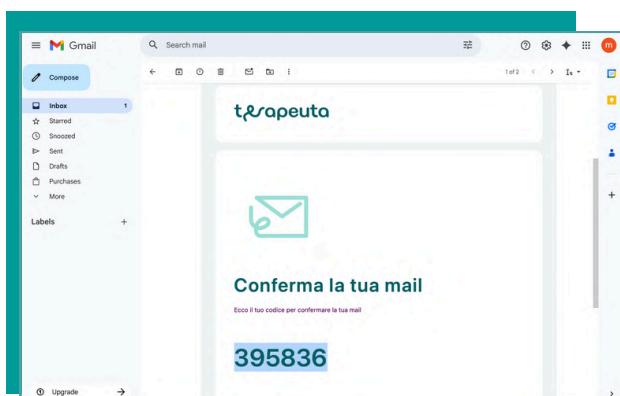 Gmail
Search mail
m
Compose
1 of 2
Inbox 1
Starred
Snoozed
Sent
Drafts
Purchases
More
Labels
terapeuta
Conferma la tua mail
Ecco il tuo codice per confermare la tua mail
395836
Upgrade